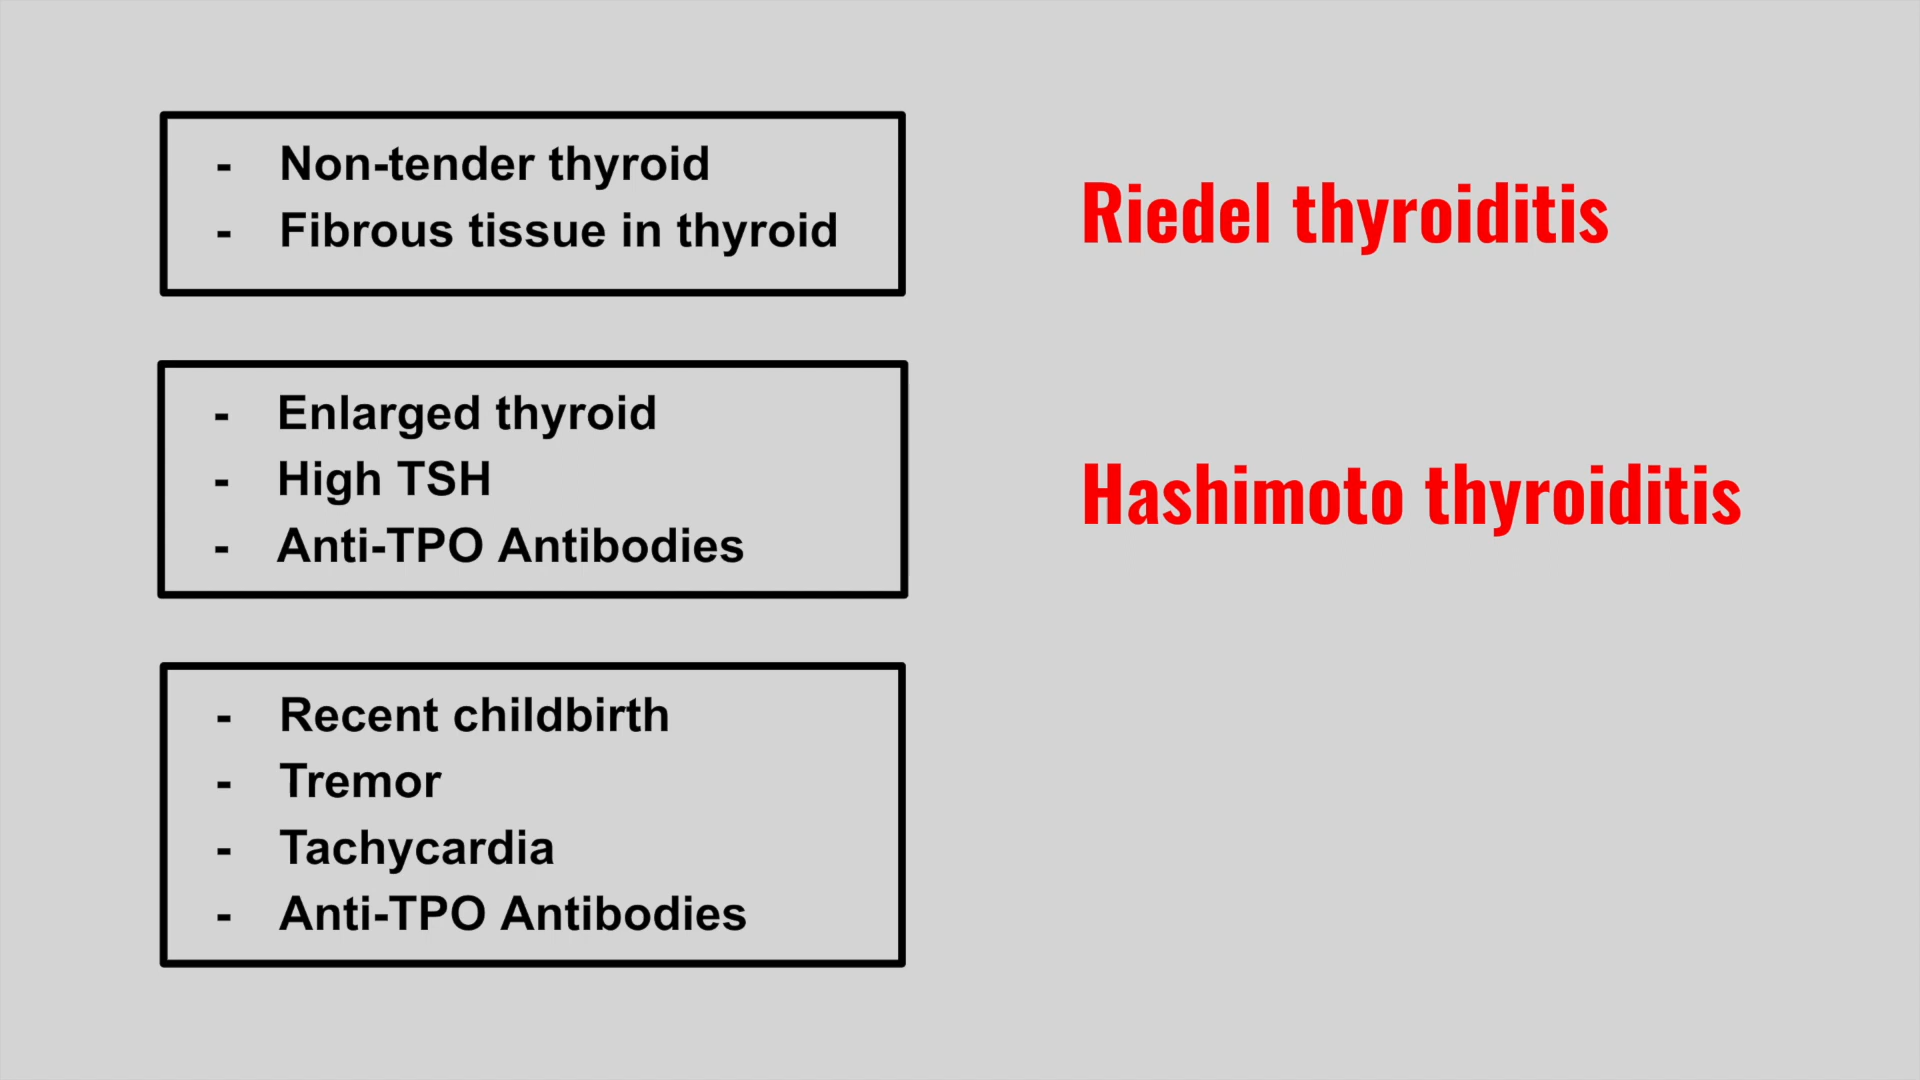 - Non-tender thyroid
- Fibrous tissue in thyroid
Riedel thyroiditis
- Enlarged thyroid
- High TSH
- Anti-TPO Antibodies
Hashimoto thyroiditis
- Recent childbirth
- Tremor
- Tachycardia
- Anti-TPO Antibodies